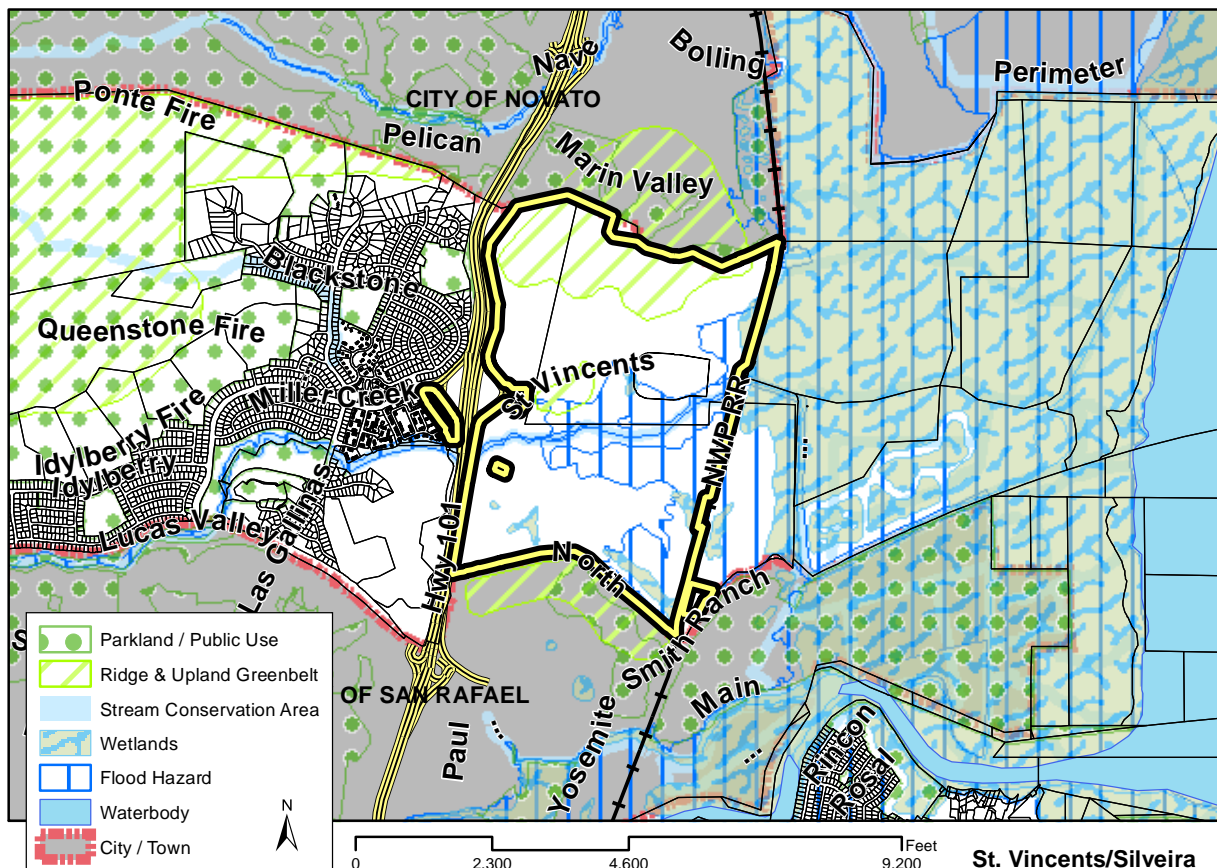 Nave
Bolling
Perimeter
Ponte Fire
CITY OF NOVATO
Pelican
Marin Valley
Blackstone
Queenstone Fire
St. Vincents
Miller Creek
N.W.P. RR
Idylberry Fire
Idylberry
Lucas Valley
Las Gallinas
Hwy 101
North
Smith Ranch
OF SAN RAFAEL
Main
Paul
Yosemite
Rincon
Rosal
S
Parkland / Public Use
Ridge & Upland Greenbelt
Stream Conservation Area
Wetlands
Flood Hazard
Waterbody
City / Town
N
Feet
0 2,300 4,600 9,200
St. Vincents/Silveira